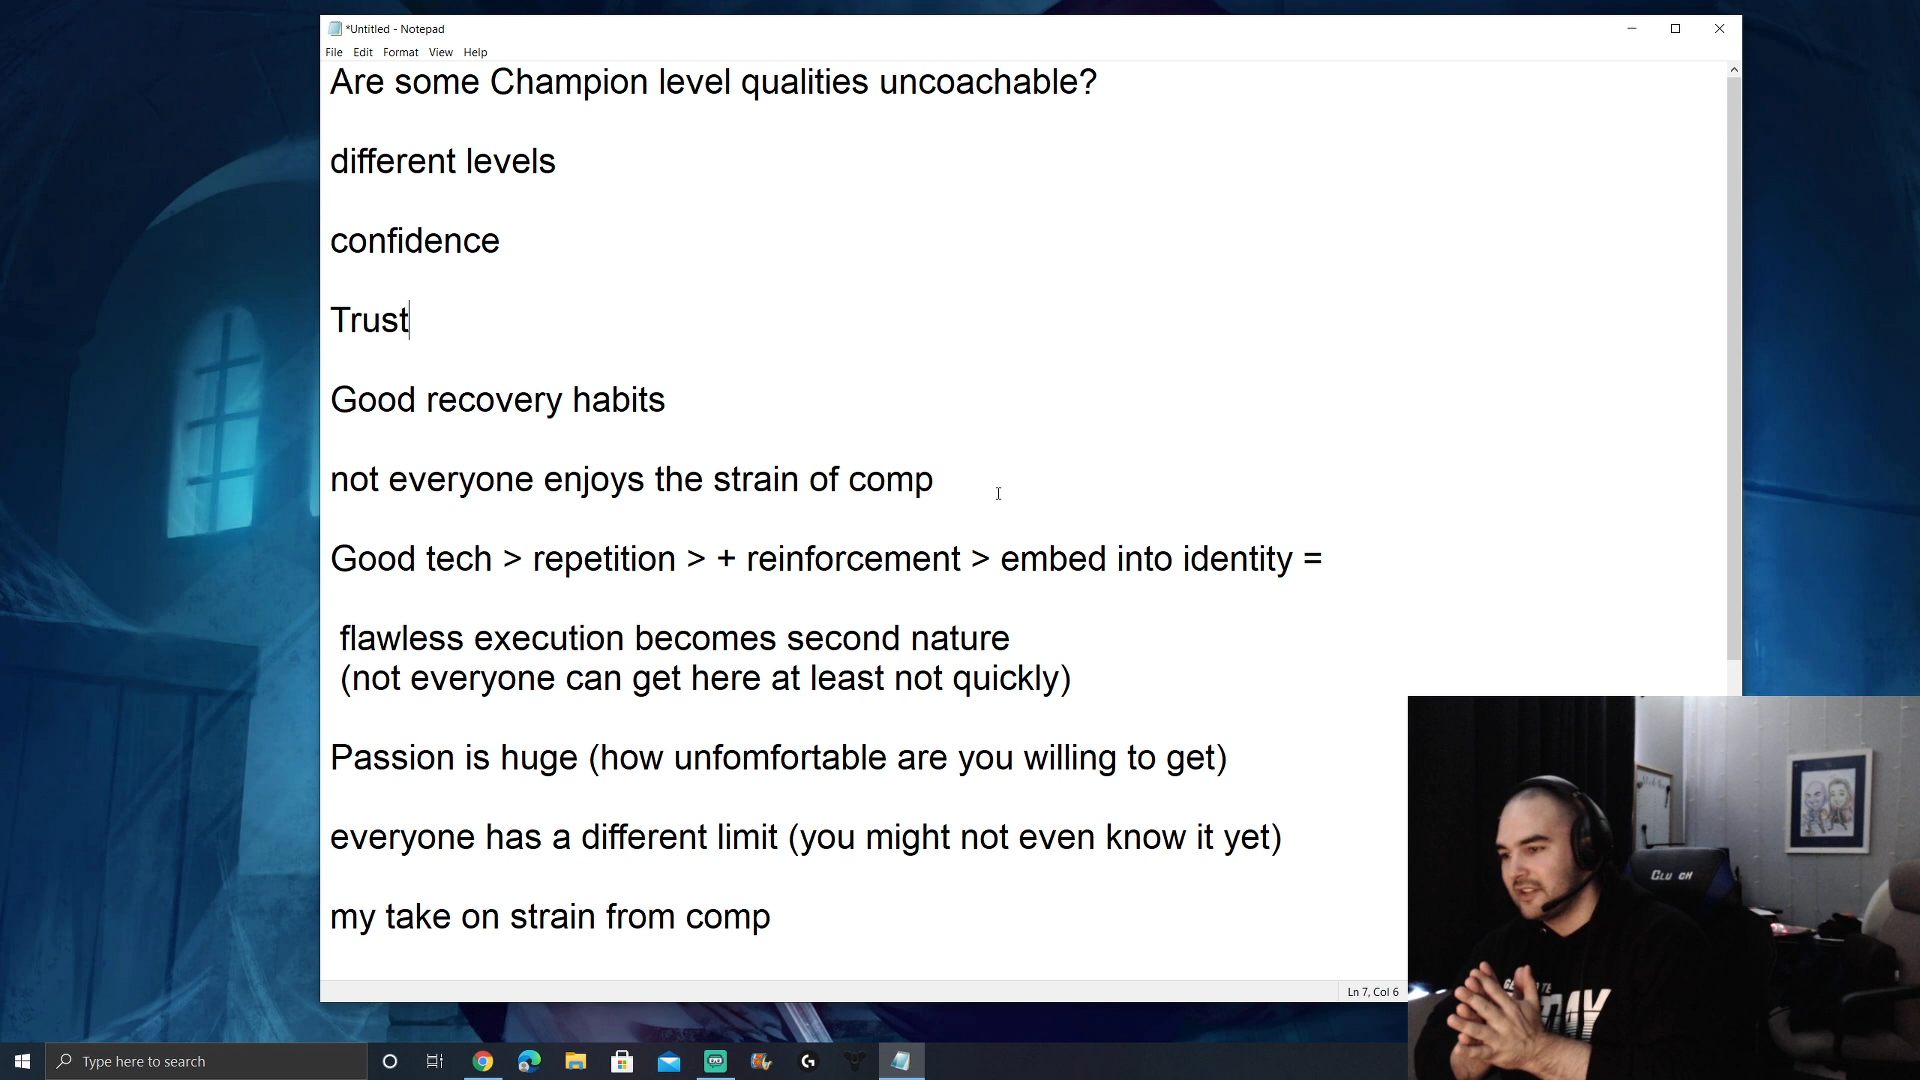 *Untitled - Notepad
File Edit Format View Help
Are some Champion level qualities uncoachable?
different levels
confidence
Trust
Good recovery habits
not everyone enjoys the strain of comp
Good tech > repetition > + reinforcement > embed into identity =
flawless execution becomes second nature
(not everyone can get here at least not quickly)
Passion is huge (how unfomfortable are you willing to get)
everyone has a different limit (you might not even know it yet)
my take on strain from comp
Ln 7, Col 6
Type here to search